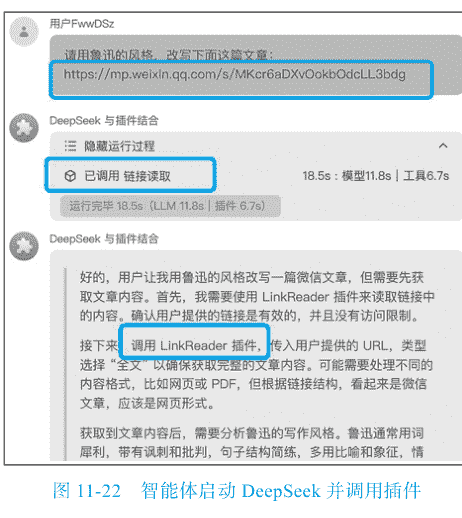 用户FwwDSz
请用鲁迅的风格，改写下面这篇文章：
https://mp.weixin.qq.com/s/MKcr6aDXvOokbOdcLL3bdg
DeepSeek 与插件结合
隐藏运行过程
已调用 链接读取 18.5s：模型11.8s | 工具6.7s
运行完毕 18.5s（LLM 11.8s | 插件 6.7s）
DeepSeek 与插件结合
好的，用户让我用鲁迅的风格改写一篇微信文章，但需要先获
取文章内容。首先，我需要使用 LinkReader 插件来读取链接中
的内容。确认用户提供的链接是有效的，并且没有访问限制。
接下来，调用 LinkReader 插件，传入用户提供的 URL，类型
选择“全文”以确保获取完整的文章内容。可能需要处理不同的
内容格式，比如网页或 PDF，但根据链接结构，看起来是微信
文章，应该是网页形式。
获取到文章内容后，需要分析鲁迅的写作风格。鲁迅通常用词
犀利，带有讽刺和批判，句子结构简练，多用比喻和象征，情
图 11-22 智能体启动 DeepSeek 并调用插件